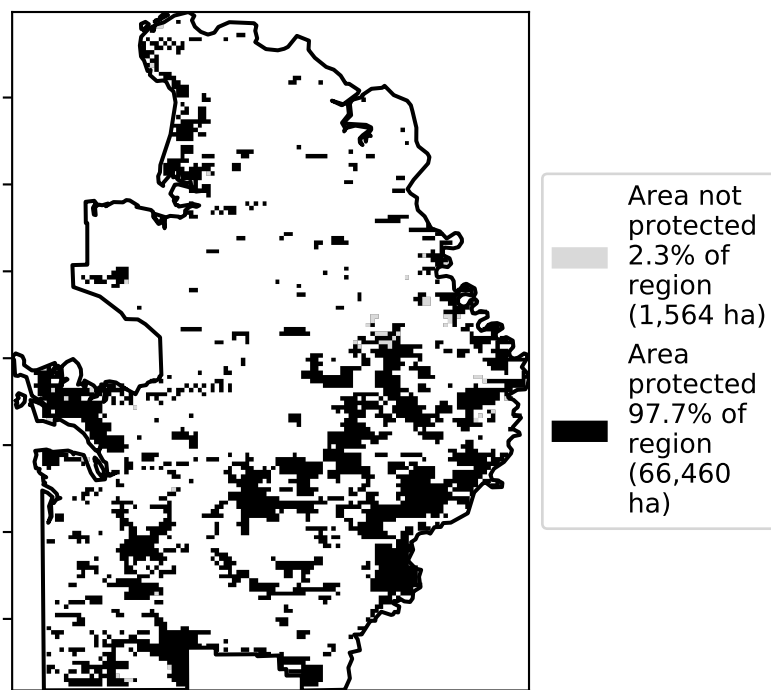 Area not
protected
2.3% of
region
(1,564 ha)
Area
protected
97.7% of
region
(66,460
ha)